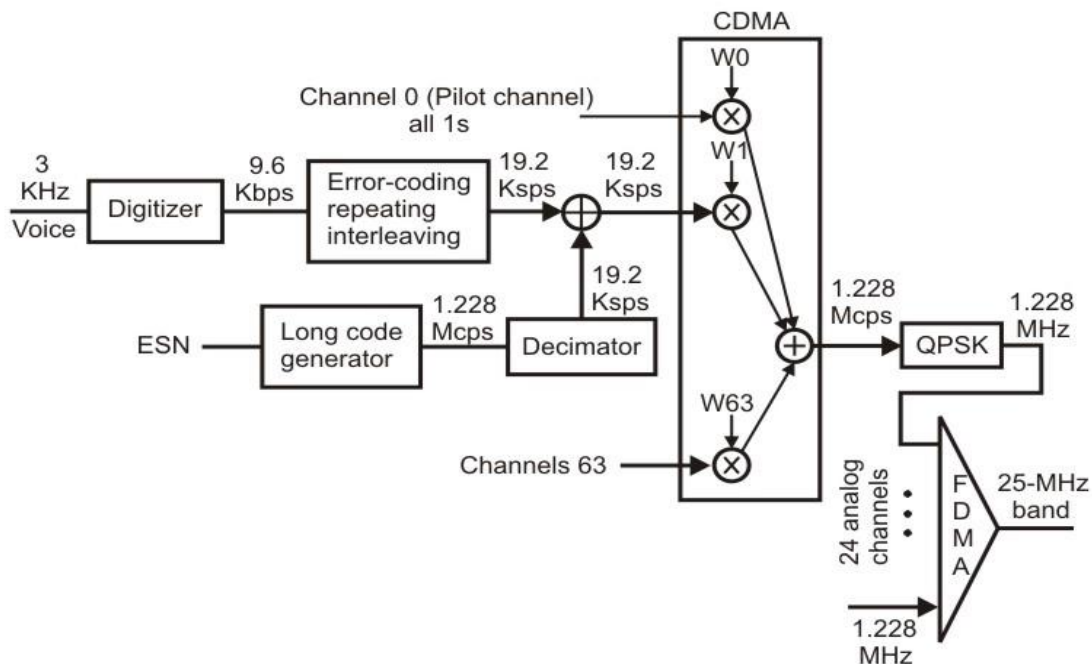 CDMA
W0
Channel 0 (Pilot channel)
all 1s
W1
3
KHz
Voice
Digitizer
9.6
Kbps
Error-coding
repeating
interleaving
19.2
Ksps
19.2
Ksps
19.2
Ksps
ESN
Long code
generator
1.228
Mcps
Decimator
1.228
Mcps
QPSK
1.228
MHz
W63
Channels 63
24 analog
channels
F
D
M
A
25-MHz
band
1.228
MHz